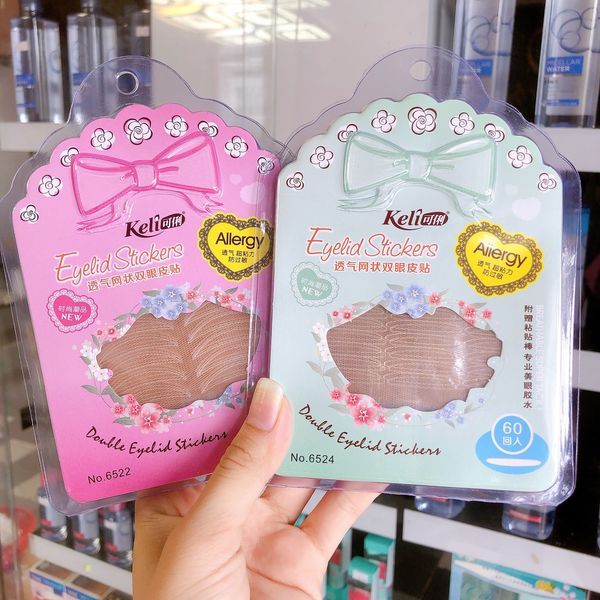 Keli可俐
Eyelid Stickers
透气网状双眼皮贴
Allergy
透气 超粘力
防过敏
时尚潮品
NEW
Double Eyelid Stickers
No.6522
Keli可俐
Eyelid Stickers
透气网状双眼皮贴
Allergy
透气 超粘力
防过敏
时尚潮品
NEW
附赠粘贴棒 专业美眼胶水
60
回入
Double Eyelid Stickers
No.6524
MICELLAR
WATER